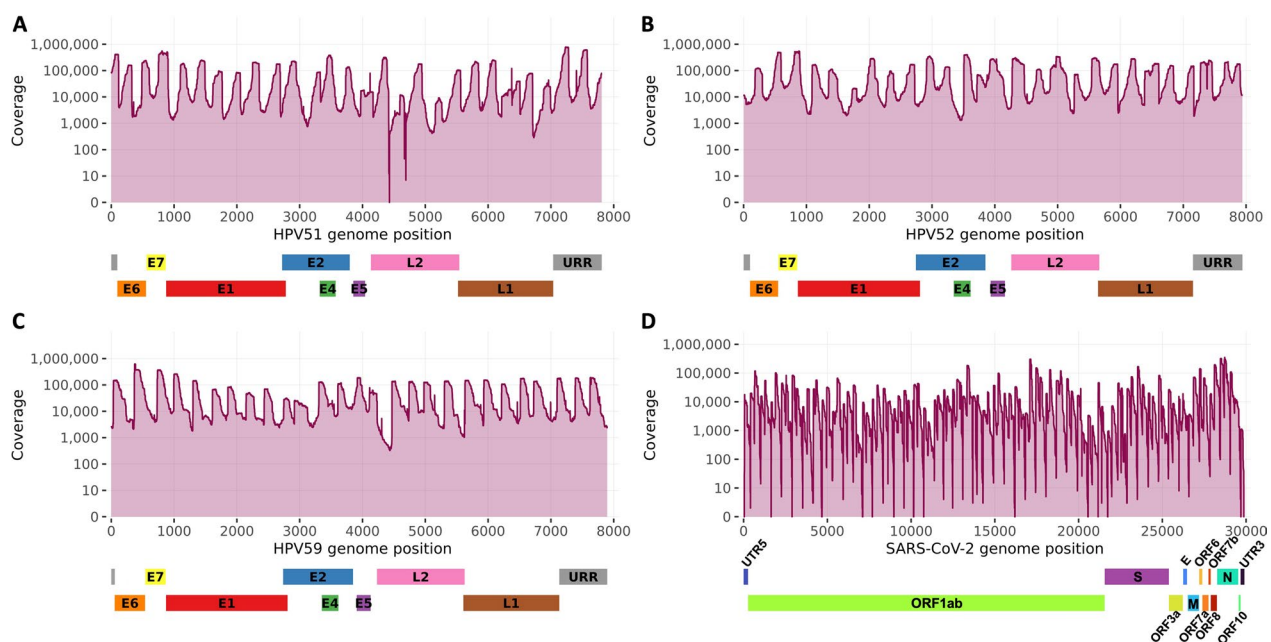 A
Coverage
1,000,000
100,000
10,000
1,000
100
10
0
0 1000 2000 3000 4000 5000 6000 7000 8000
HPV51 genome position
E7 E2 L2 URR
E6 E1 E4 E5 L1
B
Coverage
1,000,000
100,000
10,000
1,000
100
10
0
0 1000 2000 3000 4000 5000 6000 7000 8000
HPV52 genome position
E7 E2 L2 URR
E6 E1 E4 E5 L1
C
Coverage
1,000,000
100,000
10,000
1,000
100
10
0
0 1000 2000 3000 4000 5000 6000 7000 8000
HPV59 genome position
E7 E2 L2 URR
E6 E1 E4 E5 L1
D
Coverage
1,000,000
100,000
10,000
1,000
100
10
0
0 5000 10000 15000 20000 25000 30000
SARS-CoV-2 genome position
UTR5 E ORF6 ORF7b UTR3
S N
ORF1ab M
ORF3a ORF7a ORF8 ORF10